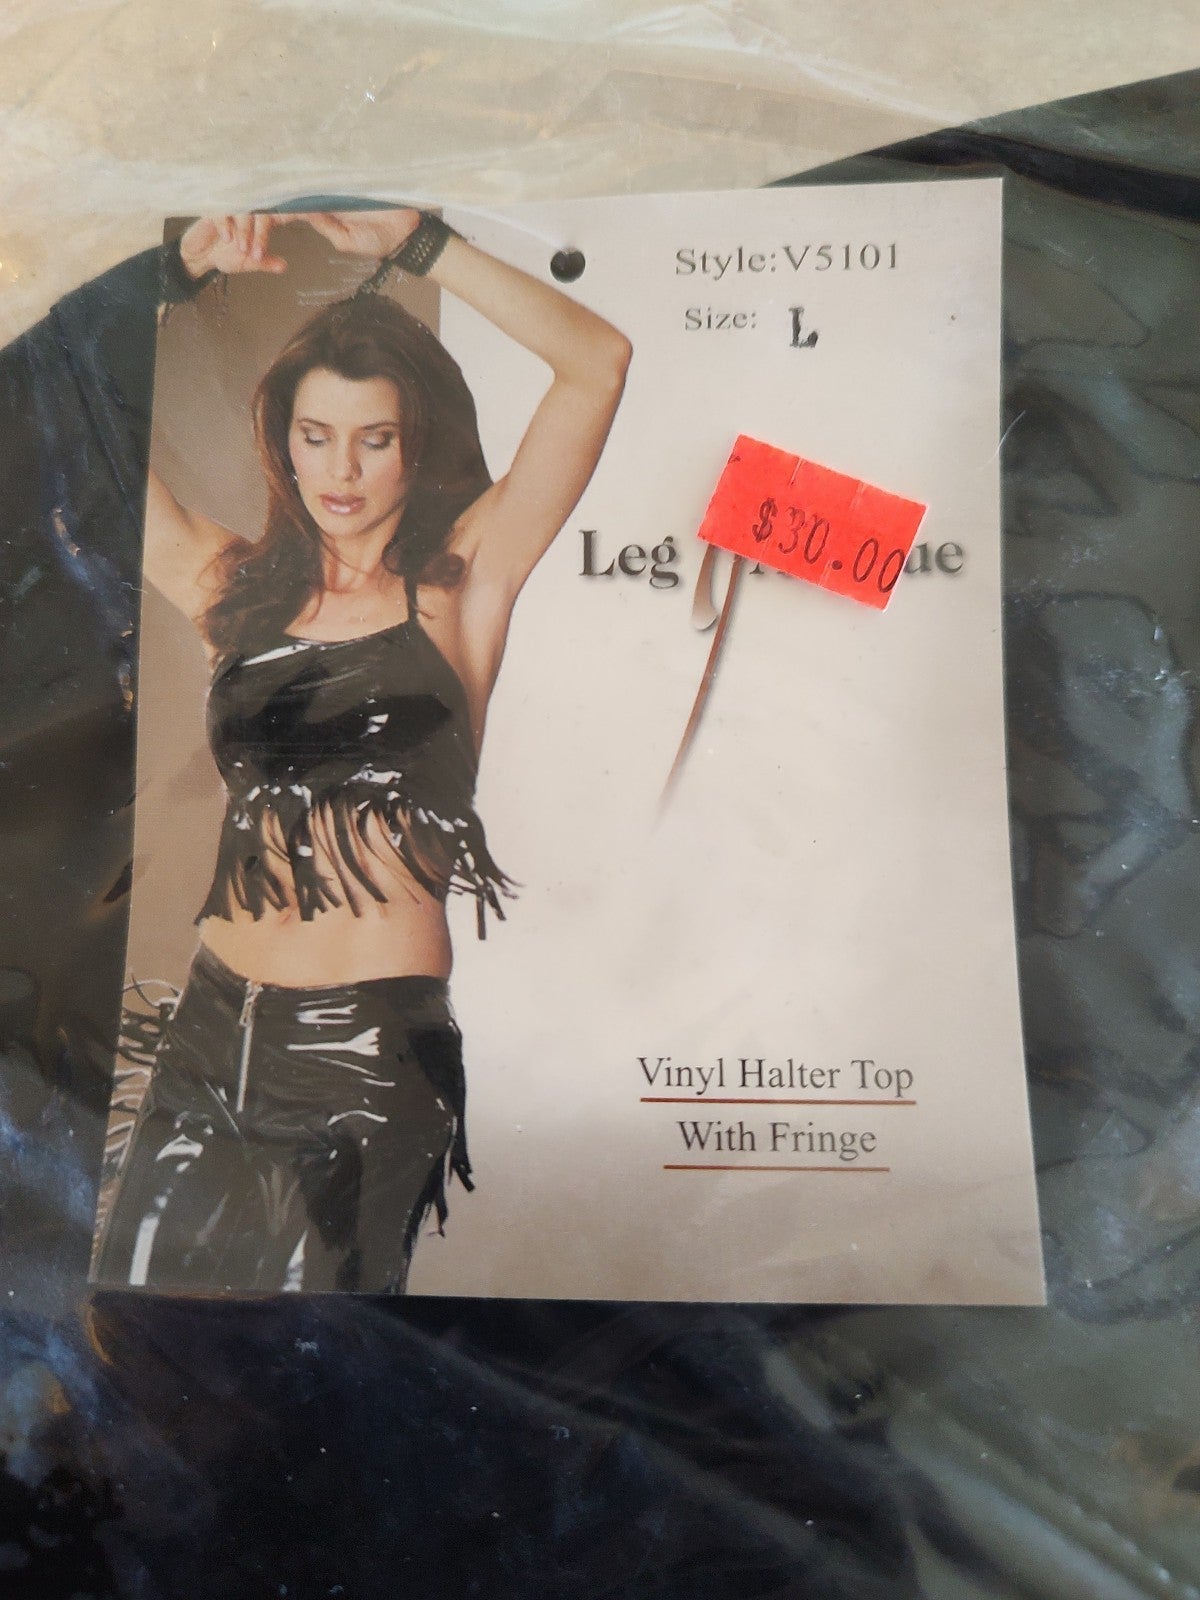 Style:V5101
Size: L
$30.00
Leg
Vinyl Halter Top
With Fringe